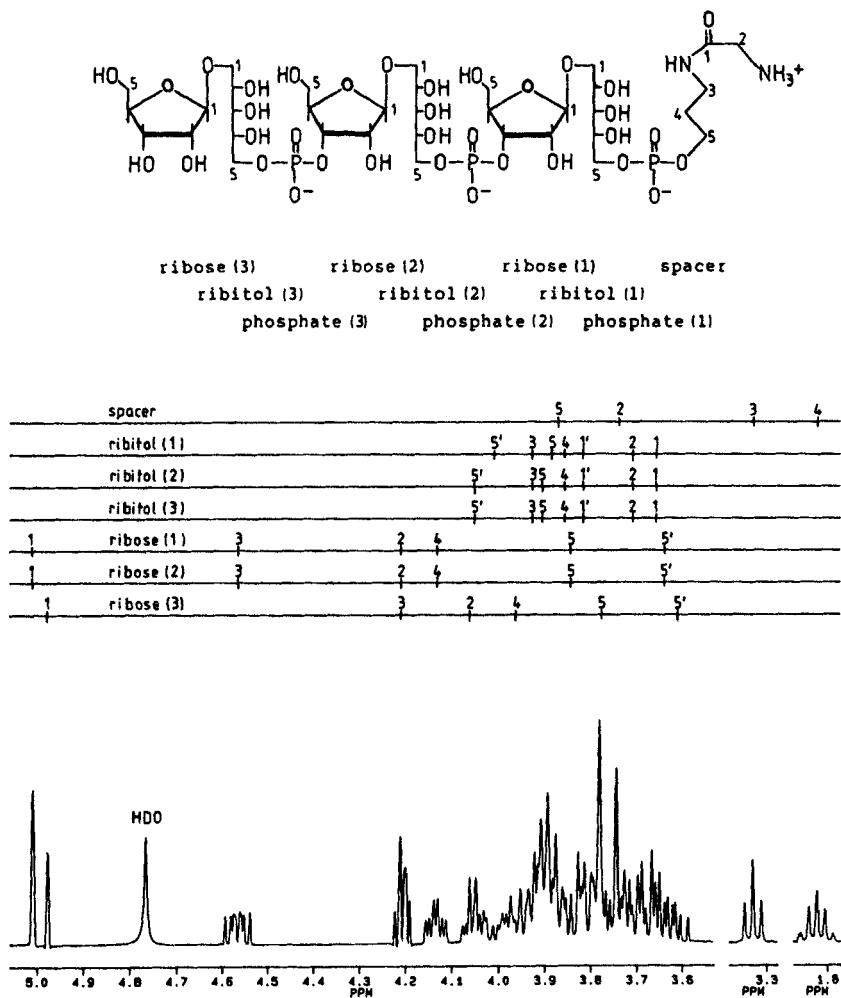 O 2
O 1 HO 5 O 1 HO 5 O 1 1 NH NH₃⁺
HO 5 O OH O OH O OH 3
1 OH 1 OH 1 OH 4 5
OH O OH O OH O
HO OH 5 O-P-O OH 5 O-P-O OH 5 O-P-O
O⁻ O⁻ O⁻
ribose (3) ribose (2) ribose (1) spacer
ribitol (3) ribitol (2) ribitol (1)
phosphate (3) phosphate (2) phosphate (1)
spacer 5 2 3 4
ribitol (1) 5' 3 5 4 1' 2 1
ribitol (2) 5' 3 5 4 1' 2 1
ribitol (3) 5' 3 5 4 1' 2 1
1 ribose (1) 3 2 4 5 5'
1 ribose (2) 3 2 4 5 5'
1 ribose (3) 3 2 4 5 5'
HDO
5.0 4.9 4.8 4.7 4.6 4.5 4.4 4.3 4.2 4.1 4.0 3.9 3.8 3.7 3.6 3.3 1.8
PPM PPM PPM